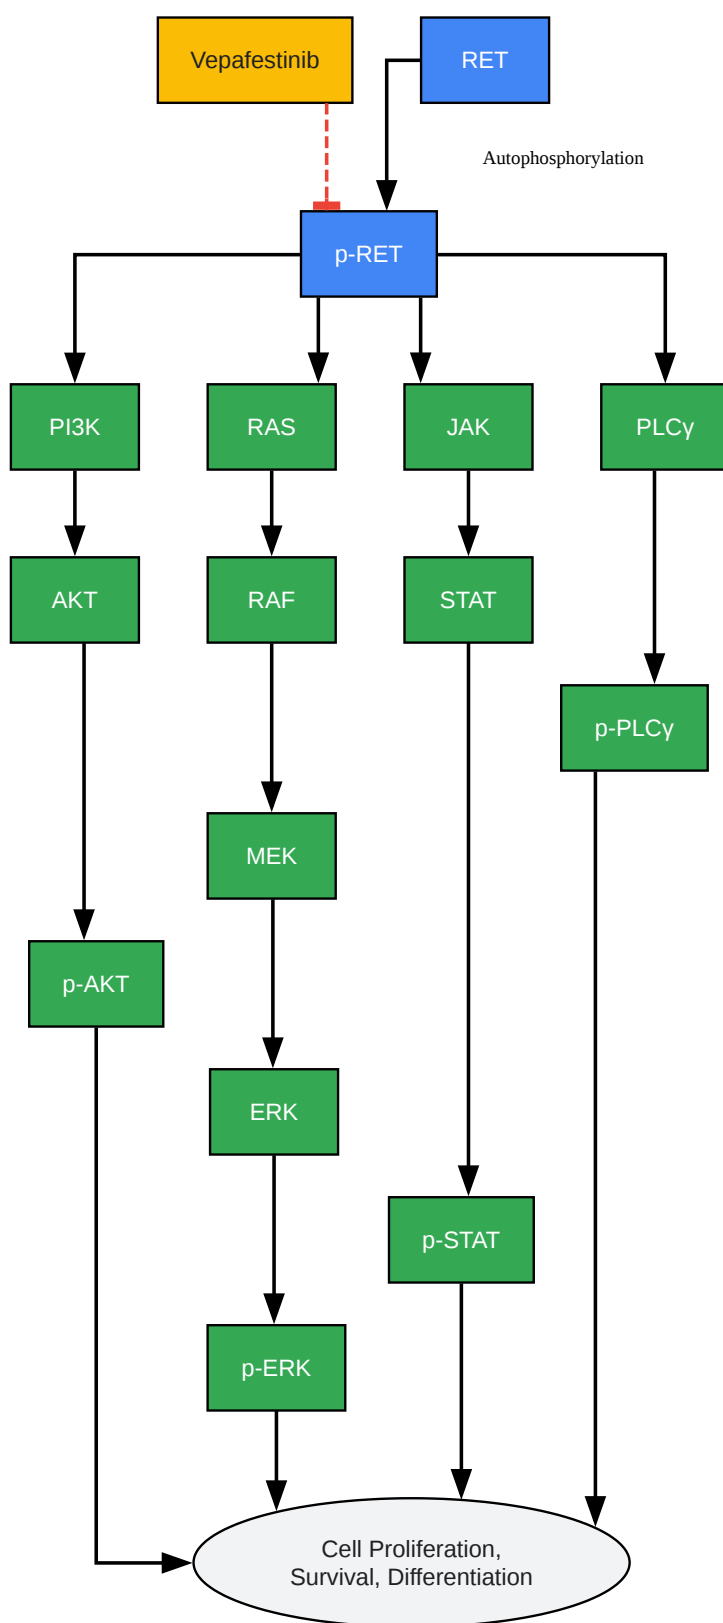 Vepafestinib
RET
Autophosphorylation
p-RET
PI3K
RAS
JAK
PLCγ
AKT
RAF
STAT
p-PLCγ
MEK
p-AKT
ERK
p-STAT
p-ERK
Cell Proliferation,
Survival, Differentiation